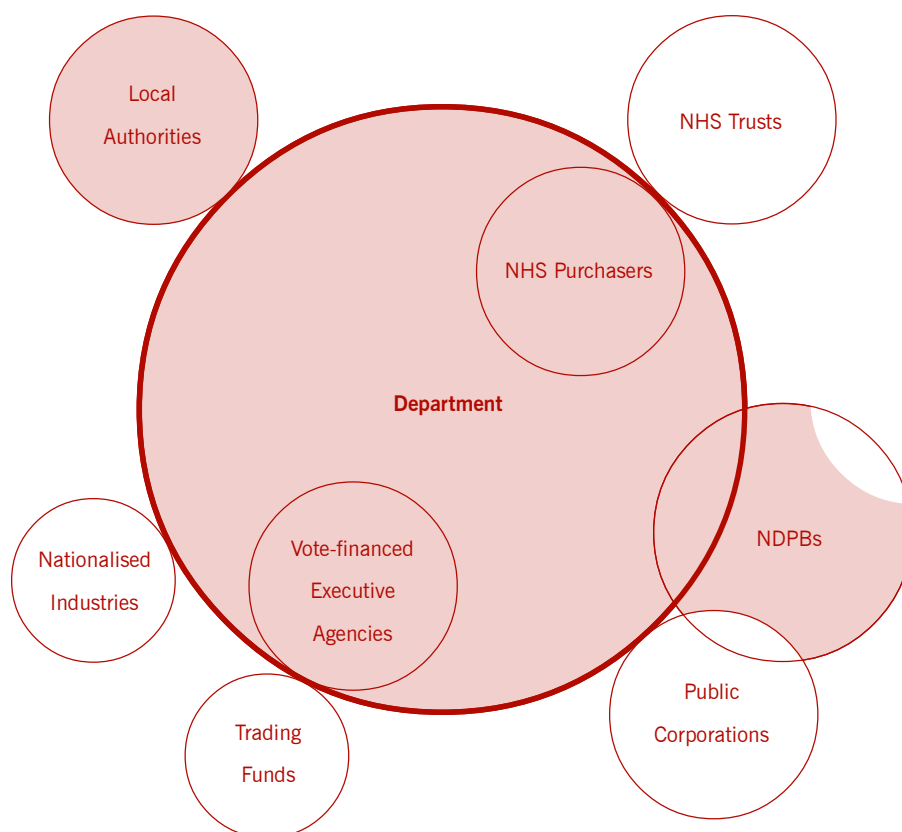 Local
Authorities
NHS Trusts
NHS Purchasers
Department
Nationalised
Industries
Vote-financed
Executive
Agencies
NDPBs
Trading
Funds
Public
Corporations